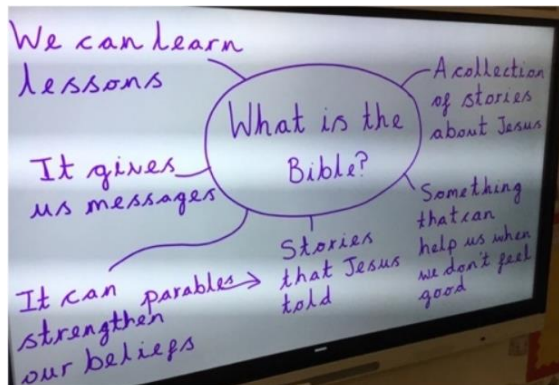 We can learn
lessons
It gives
us messages
It can
strengthen
our beliefs
What is the
Bible?
parables
Stories
that Jesus
told
A collection
of stories
about Jesus
Something
that can
help us when
we don't feel
good